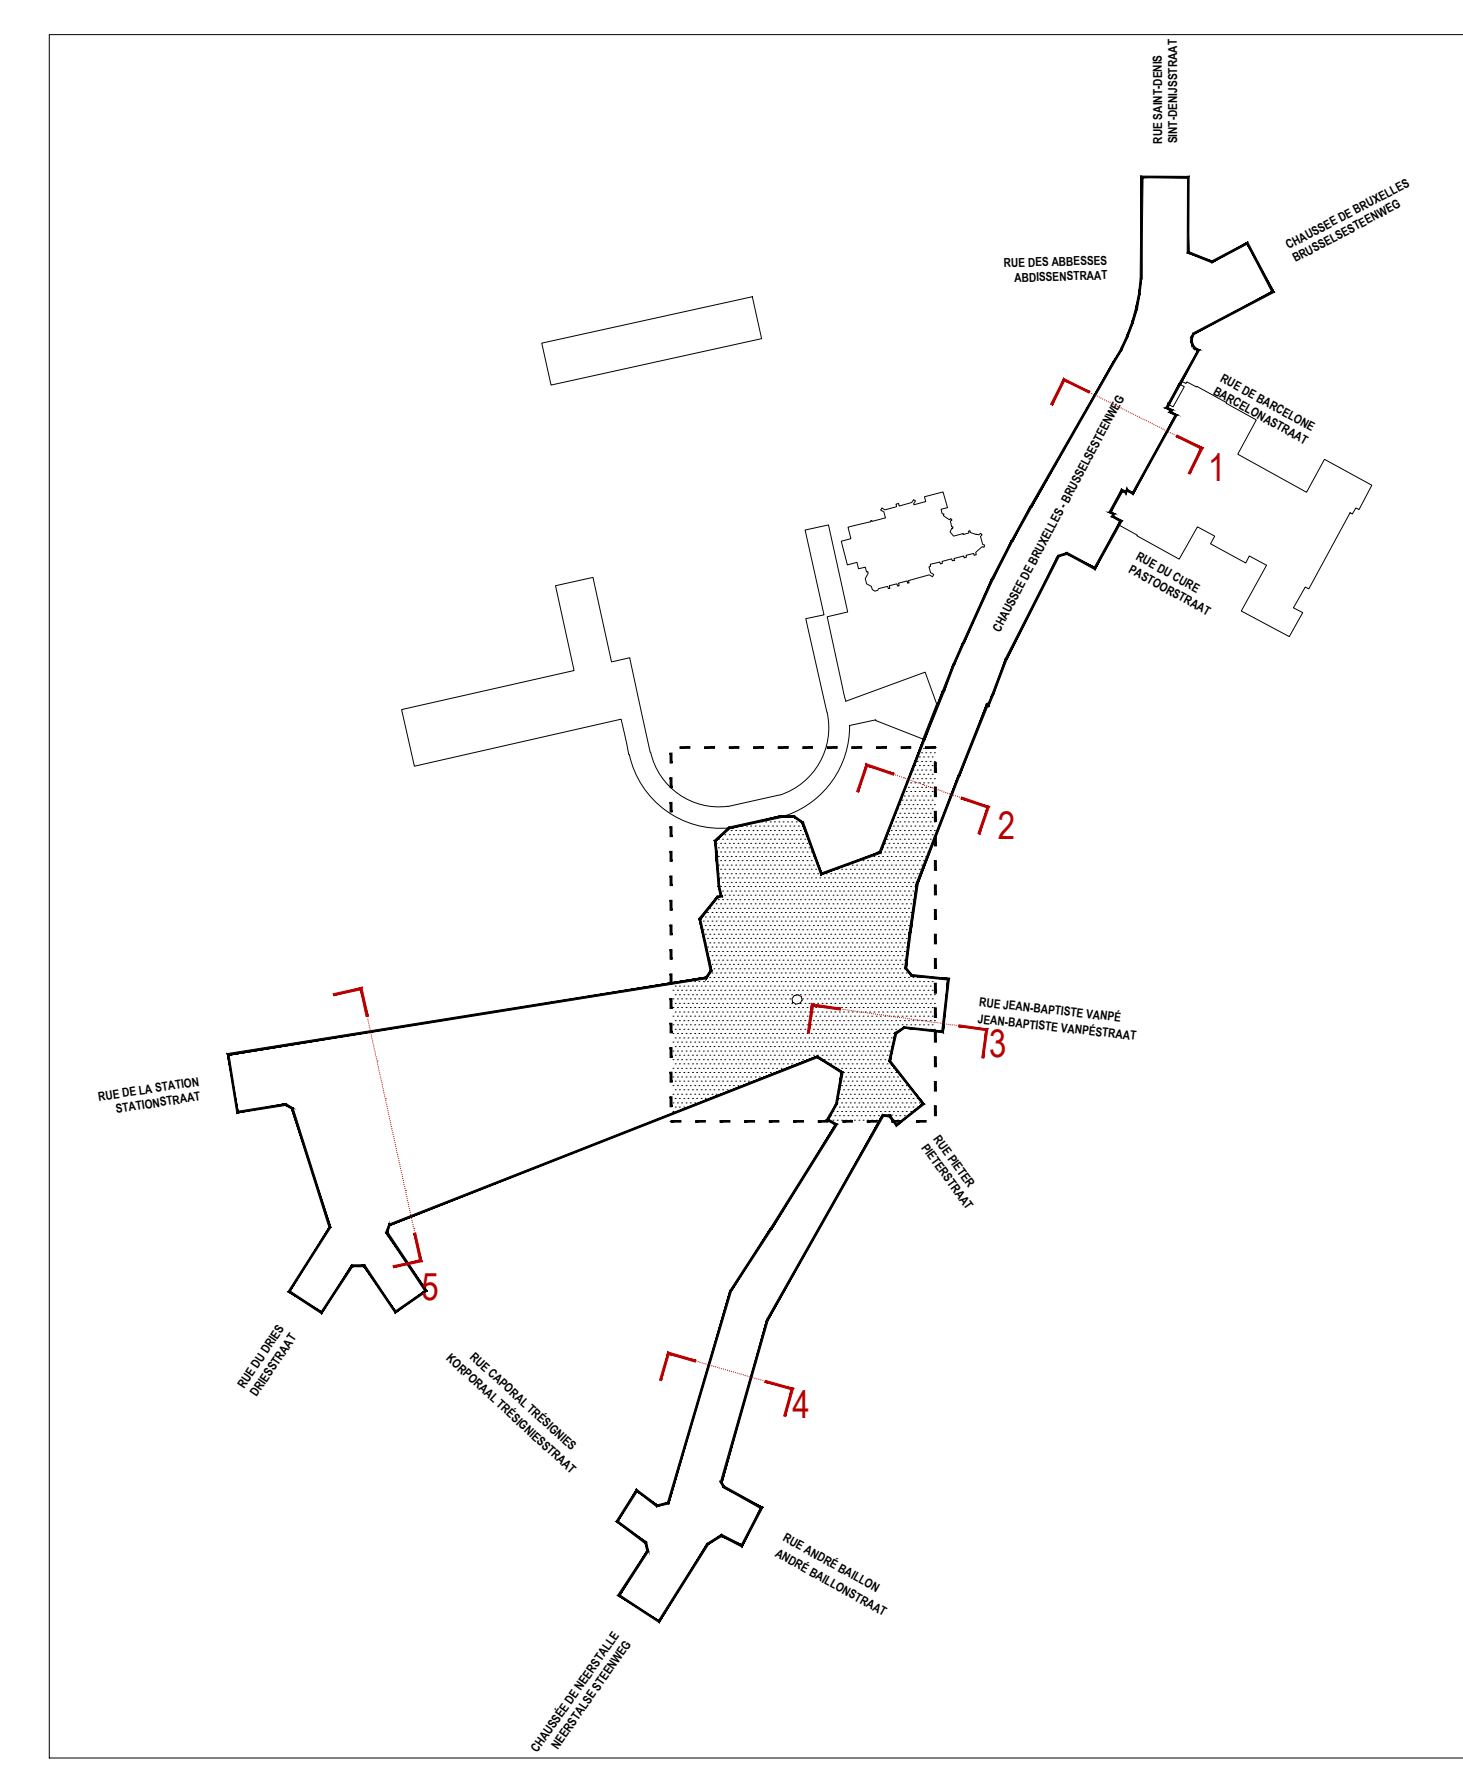 RUE SAINT-DENIS
SINT-DENIJSSTRAAT
CHAUSSEE DE BRUXELLES
BRUSSELSESTEENWEG
RUE DES ABBESSES
ABDISSENSTRAAT
RUE DE BARCELONE
BARCELONASTRAAT
1
CHAUSSEE DE BRUXELLES - BRUSSELSESTEENWEG
RUE DU CURE
PASTOORSTRAAT
2
RUE JEAN-BAPTISTE VANPÉ
JEAN-BAPTISTE VANPÉSTRAAT
3
RUE DE LA STATION
STATIONSTRAAT
RUE PIETER
PIETERSTRAAT
5
RUE DU DRIES
DRIESSTRAAT
RUE CAPORAL TRÉSIGNIES
KORPORAAL TRÉSIGNIESSTRAAT
4
RUE ANDRÉ BAILLON
ANDRÉ BAILLONSTRAAT
CHAUSSÉE DE NEERSTALLE
NEERSTALSE STEENWEG